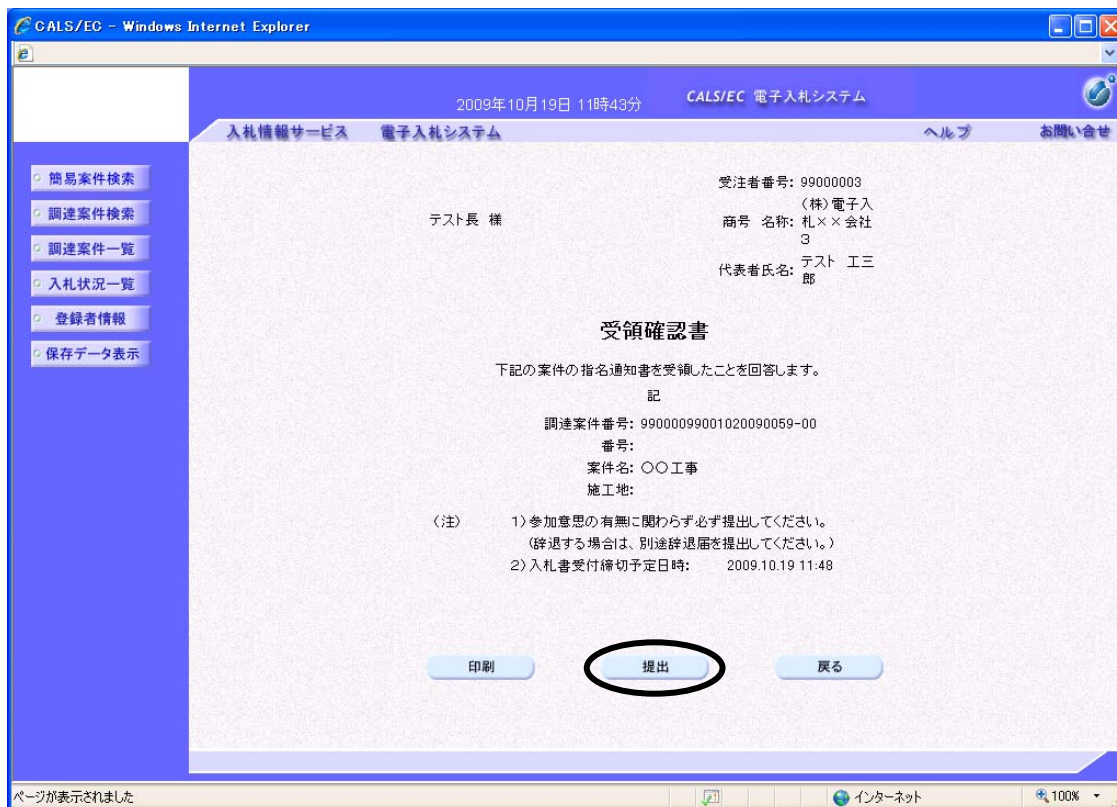 CALS/EC - Windows Internet Explorer
2009年10月19日 11時43分
CALS/EC 電子入札システム
入札情報サービス
電子入札システム
ヘルプ
お問い合せ
簡易案件検索
調達案件検索
調達案件一覧
入札状況一覧
登録者情報
保存データ表示
受注者番号: 99000003
テスト長 様
商号 名称:
(株)電子入
札××会社
3
代表者氏名:
テスト 工三
郎
受領確認書
下記の案件の指名通知書を受領したことを回答します。
記
調達案件番号: 99000099001020090059-00
番号:
案件名: 〇〇工事
施工地:
(注) 1)参加意思の有無に関わらず必ず提出してください。
(辞退する場合は、別途辞退届を提出してください。)
2)入札書受付締切予定日時: 2009.10.19 11:48
印刷
提出
戻る
ページが表示されました
インターネット
100%